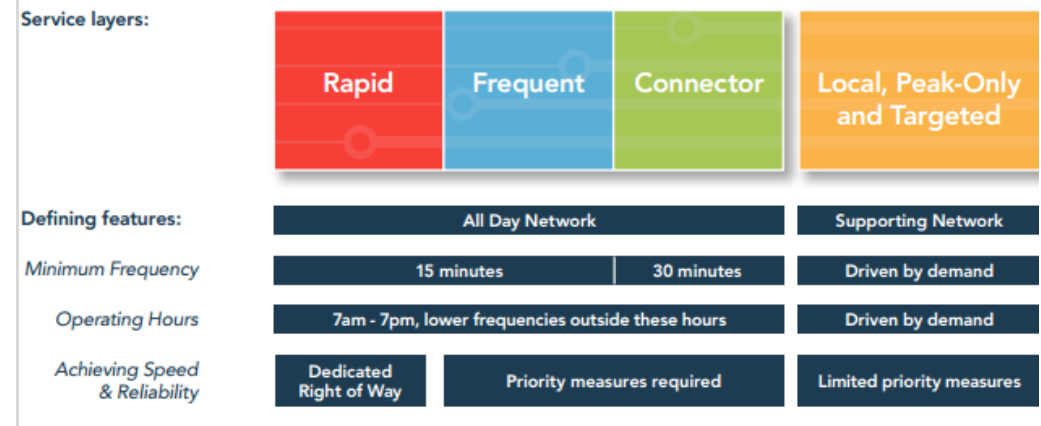 Service layers:
Rapid
Frequent
Connector
Local, Peak-Only
and Targeted
Defining features:
All Day Network
Supporting Network
Minimum Frequency
15 minutes
30 minutes
Driven by demand
Operating Hours
7am - 7pm, lower frequencies outside these hours
Driven by demand
Achieving Speed
& Reliability
Dedicated
Right of Way
Priority measures required
Limited priority measures